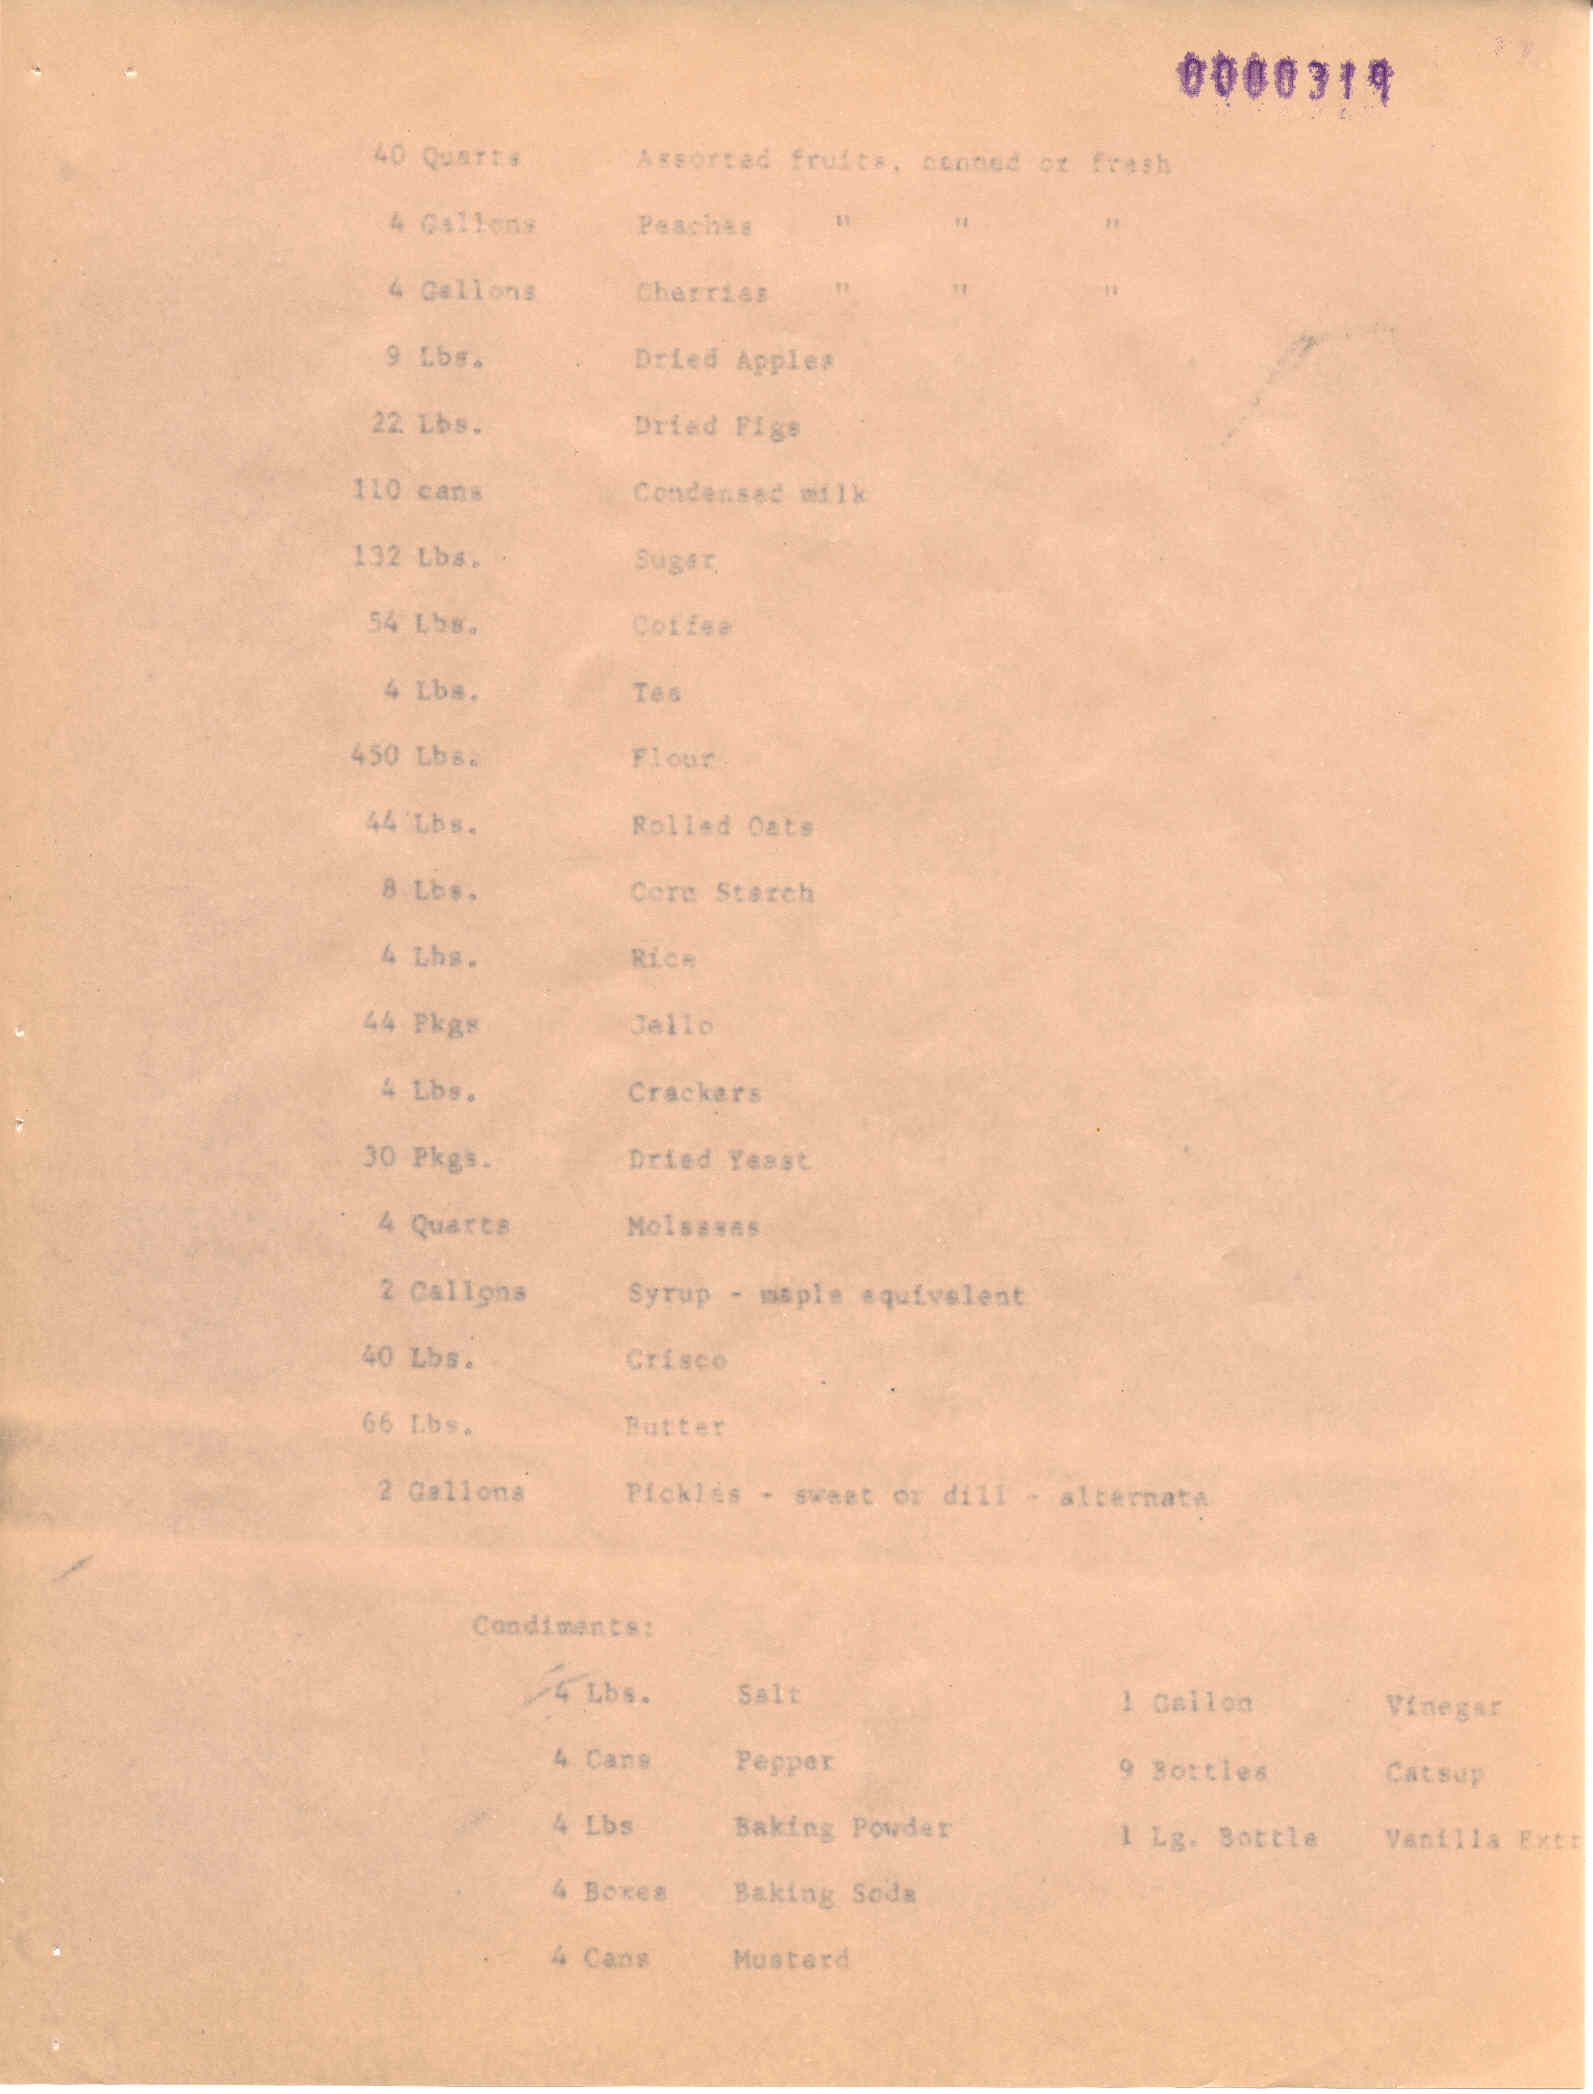 0000319
40 Quarts Assorted fruits, canned or fresh
4 Gallons Peaches " " "
4 Gallons Cherries " " "
9 Lbs. Dried Apples
22 Lbs. Dried Figs
110 cans Condensed milk
132 Lbs. Sugar
54 Lbs. Coffee
4 Lbs. Tea
450 Lbs. Flour
44 Lbs. Rolled Oats
8 Lbs. Corn Starch
4 Lbs. Rice
44 Pkgs Jello
4 Lbs. Crackers
30 Pkgs. Dried Yeast
4 Quarts Molasses
2 Gallons Syrup - maple equivalent
40 Lbs. Crisco
66 Lbs. Butter
2 Gallons Pickles - sweet or dill - alternate
Condiments:
4 Lbs. Salt 1 Gallon Vinegar
4 Cans Pepper 9 Bottles Catsup
4 Lbs Baking Powder 1 Lg. Bottle Vanilla Extr
4 Boxes Baking Soda
4 Cans Mustard